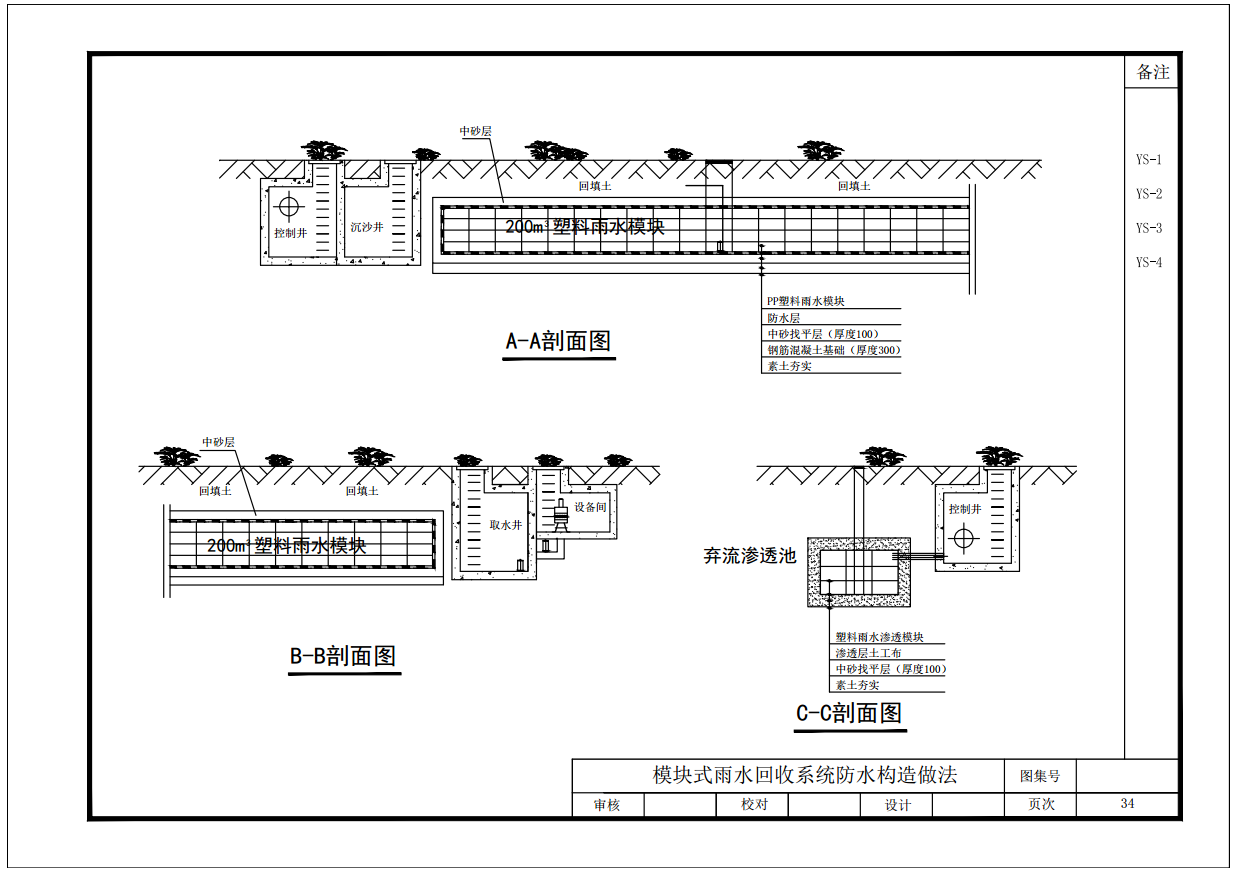 备注
YS-1
YS-2
YS-3
YS-4
中砂层
回填土
回填土
控制井
沉沙井
200m³塑料雨水模块
PP塑料雨水模块
防水层
中砂找平层（厚度100）
钢筋混凝土基础（厚度300）
素土夯实
A-A剖面图
中砂层
回填土
回填土
200m³塑料雨水模块
取水井
设备间
B-B剖面图
控制井
弃流渗透池
塑料雨水渗透模块
渗透层土工布
中砂找平层（厚度100）
素土夯实
C-C剖面图
模块式雨水回收系统防水构造做法
图集号
审核
校对
设计
页次
34